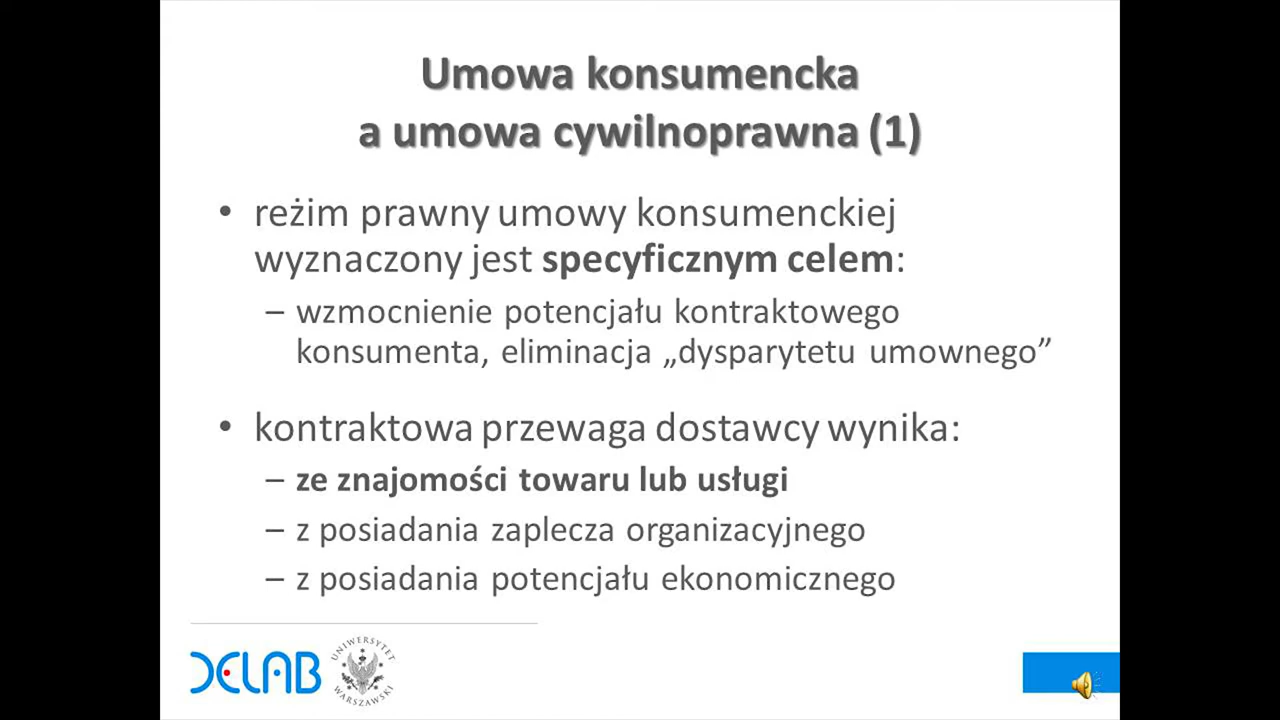 Umowa konsumencka
a umowa cywilnoprawna (1)
• reżim prawny umowy konsumenckiej
wyznaczony jest specyficznym celem:
– wzmocnienie potencjału kontraktowego
konsumenta, eliminacja „dysparytetu umownego”
• kontraktowa przewaga dostawcy wynika:
– ze znajomości towaru lub usługi
– z posiadania zaplecza organizacyjnego
– z posiadania potencjału ekonomicznego
DELAB
UNIWERSYTET
WARSZAWSKI